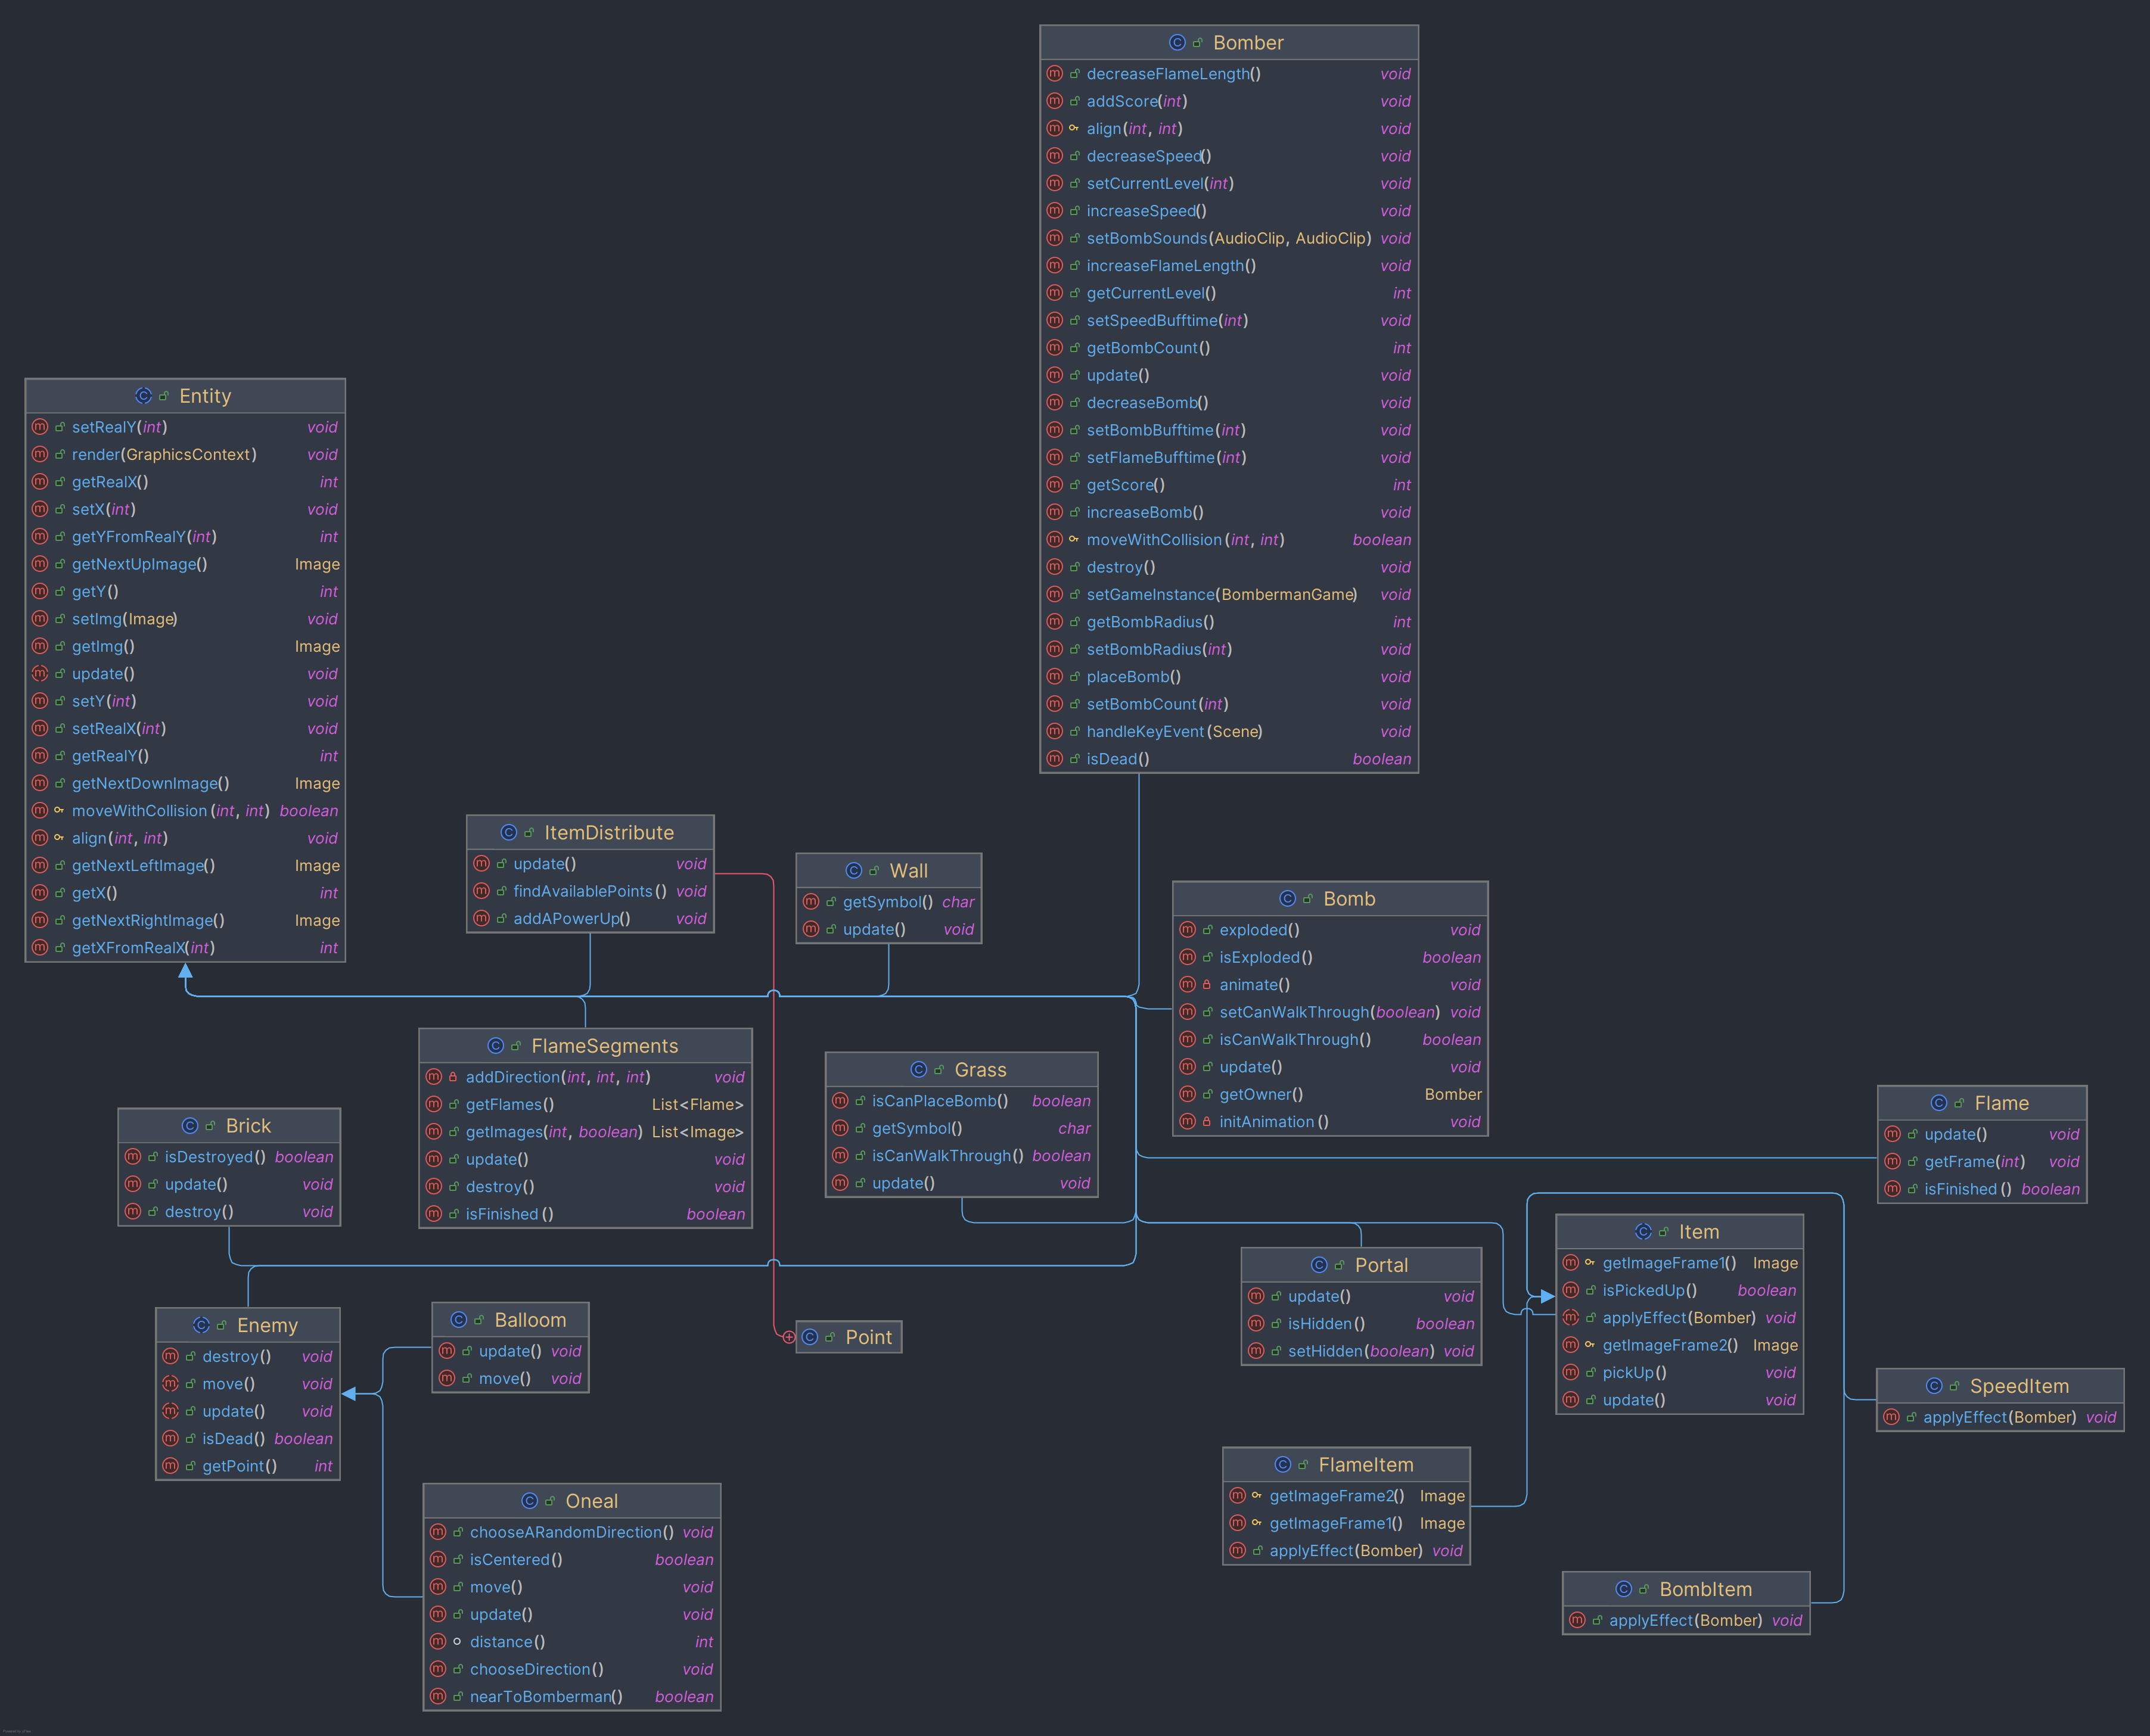 Bomber
decreaseFlameLength() void
addScore(int) void
align(int, int) void
decreaseSpeed() void
setCurrentLevel(int) void
increaseSpeed() void
setBombSounds(AudioClip, AudioClip) void
increaseFlameLength() void
getCurrentLevel() int
setSpeedBufftime(int) void
getBombCount() int
update() void
decreaseBomb() void
setBombBufftime(int) void
setFlameBufftime(int) void
getScore() int
increaseBomb() void
moveWithCollision(int, int) boolean
destroy() void
setGameInstance(BombermanGame) void
getBombRadius() int
setBombRadius(int) void
placeBomb() void
setBombCount(int) void
handleKeyEvent(Scene) void
isDead() boolean
Entity
setRealY(int) void
render(GraphicsContext) void
getRealX() int
setX(int) void
getYFromRealY(int) int
getNextUpImage() Image
getY() int
setImg(Image) void
getImg() Image
update() void
setY(int) void
setRealX(int) void
getRealY() int
getNextDownImage() Image
moveWithCollision(int, int) boolean
align(int, int) void
getNextLeftImage() Image
getX() int
getNextRightImage() Image
getXFromRealX(int) int
ItemDistribute
update() void
findAvailablePoints() void
addAPowerUp() void
Wall
getSymbol() char
update() void
Bomb
exploded() void
isExploded() boolean
animate() void
setCanWalkThrough(boolean) void
isCanWalkThrough() boolean
update() void
getOwner() Bomber
initAnimation() void
FlameSegments
addDirection(int, int, int) void
getFlames() List<Flame>
getImages(int, boolean) List<Image>
update() void
destroy() void
isFinished() boolean
Grass
isCanPlaceBomb() boolean
getSymbol() char
isCanWalkThrough() boolean
update() void
Flame
update() void
getFrame(int) void
isFinished() boolean
Brick
isDestroyed() boolean
update() void
destroy() void
Item
getImageFrame1() Image
isPickedUp() boolean
applyEffect(Bomber) void
getImageFrame2() Image
pickUp() void
update() void
Portal
update() void
isHidden() boolean
setHidden(boolean) void
Enemy
destroy() void
move() void
update() void
isDead() boolean
getPoint() int
Balloom
update() void
move() void
Point
SpeedItem
applyEffect(Bomber) void
FlameItem
getImageFrame2() Image
getImageFrame1() Image
applyEffect(Bomber) void
Oneal
chooseARandomDirection() void
isCentered() boolean
move() void
update() void
distance() int
chooseDirection() void
nearToBomberman() boolean
BombItem
applyEffect(Bomber) void